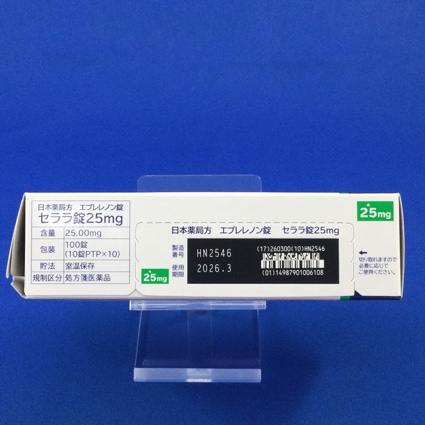 日本薬局方 エプレレノン錠
セララ錠25mg
含量 25.00mg
包装 100錠
(10錠PTP×10)
貯法 室温保存
規制区分 処方箋医薬品
日本薬局方 エプレレノン錠 セララ錠25mg
製造番号 HN2546
使用期限 2026.3
(17)260300(10)HN2546
(01)14987901006108
25mg
25mg
切り取れますので
必要に応じて
ご使用ください。